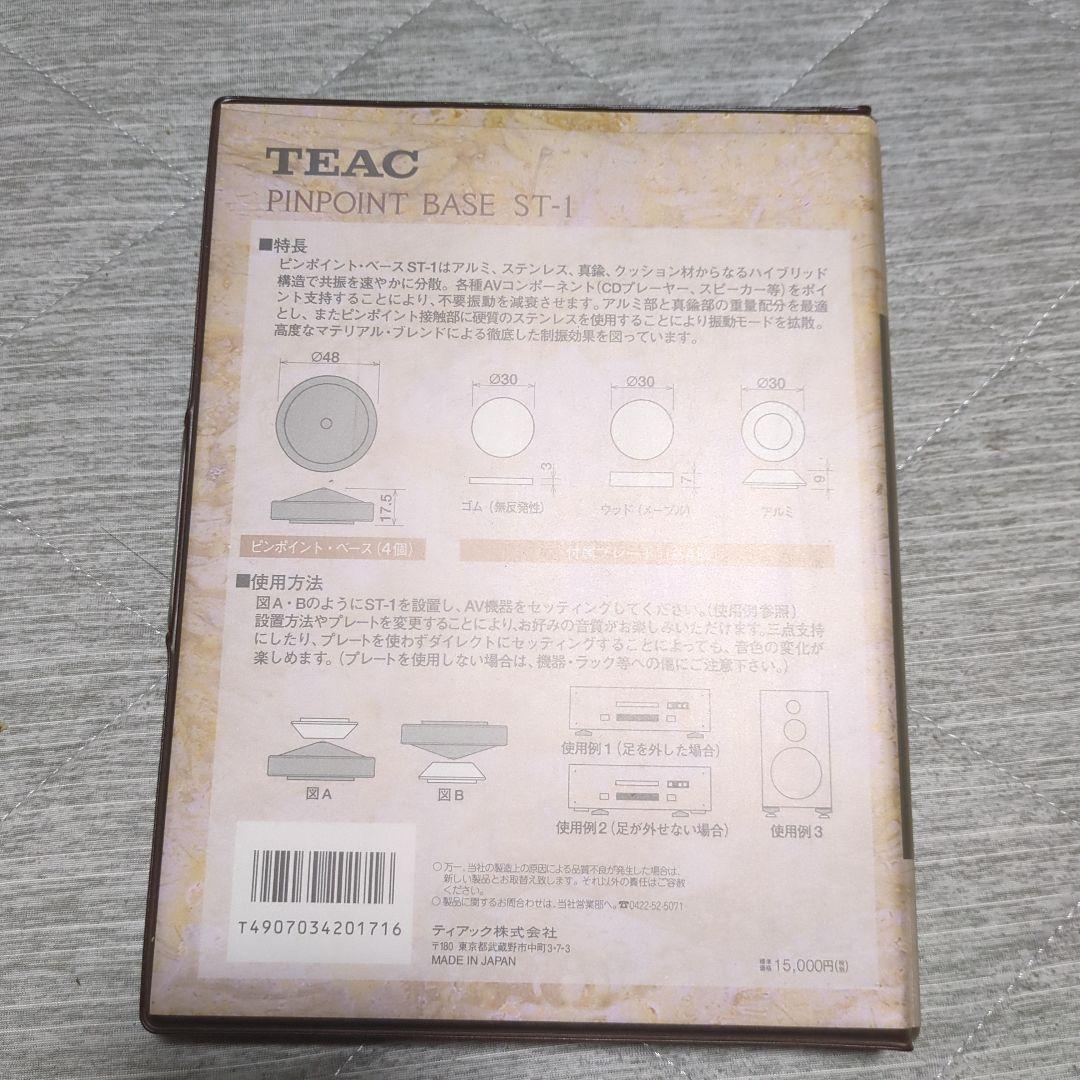 TEAC
PINPOINT BASE ST-1
■特長
ピンポイント・ベースST-1はアルミ、ステンレス、真鍮、クッション材からなるハイブリッド
構造で共振を速やかに分散。各種AVコンポーネント(CDプレーヤー、スピーカー等)をポイ
ント支持することにより、不要振動を減衰させます。アルミ部と真鍮部の重量配分を最適
とし、またピンポイント接触部に硬質のステンレスを使用することにより振動モードを拡散。
高度なマテリアル・ブレンドによる徹底した制振効果を図っています。
∅48
∅30
∅30
∅30
17.5
3
7
9
ゴム(無反発性)
ウッド(メープル)
アルミ
ピンポイント・ベース(4個)
付属プレート
■使用方法
図A・BのようにST-1を設置し、AV機器をセッティングしてください。(使用例参照)
設置方法やプレートを変更することにより、お好みの音質がお楽しみいただけます。三点支持
にしたり、プレートを使わずダイレクトにセッティングすることによっても、音色の変化が
楽しめます。(プレートを使用しない場合は、機器・ラック等への傷にご注意下さい。)
図A
図B
使用例1(足を外した場合)
使用例2(足が外せない場合)
使用例3
T4907034201716
○万一、当社の製造上の原因による品質不良が発生した場合は、
新しい製品とお取替え致します。それ以外の責任はご容赦
ください。
○製品に関するお問合わせは、当社営業部へ。☎0422-52-5071
ティアック株式会社
〒180 東京都武蔵野市中町3-7-3
MADE IN JAPAN
標準価格 15,000円(税別)